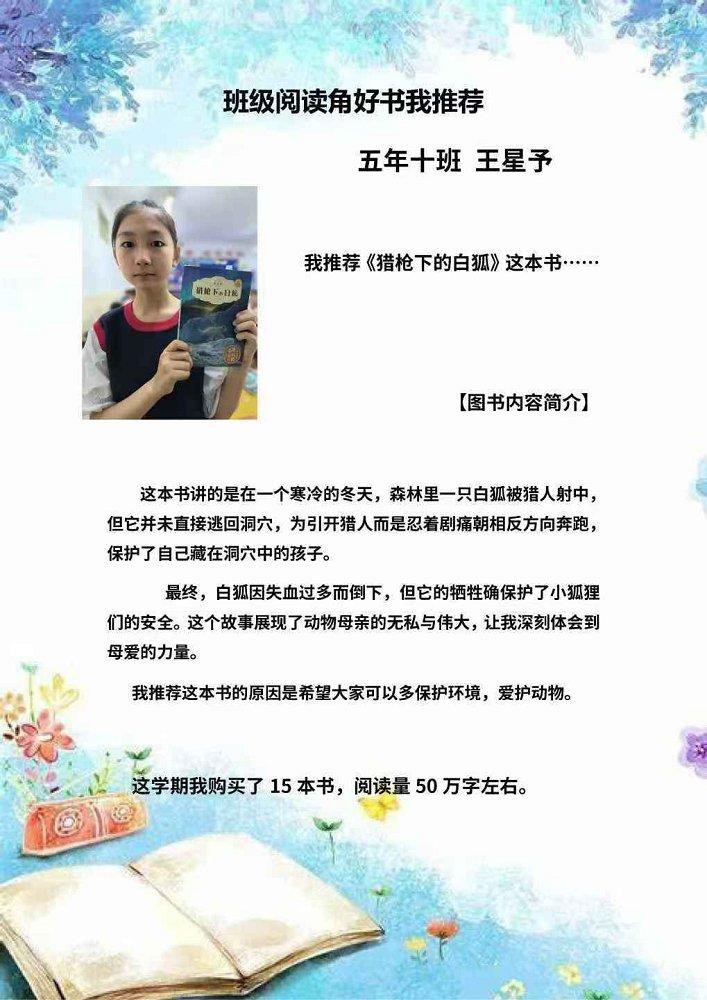 班级阅读角好书我推荐
五年十班 王星予
猎枪下的白狐
我推荐《猎枪下的白狐》这本书……
【图书内容简介】
这本书讲的是在一个寒冷的冬天，森林里一只白狐被猎人射中，
但它并未直接逃回洞穴，为引开猎人而是忍着剧痛朝相反方向奔跑，
保护了自己藏在洞穴中的孩子。
最终，白狐因失血过多而倒下，但它的牺牲确保护了小狐狸
们的安全。这个故事展现了动物母亲的无私与伟大，让我深刻体会到
母爱的力量。
我推荐这本书的原因是希望大家可以多保护环境，爱护动物。
这学期我购买了 15 本书，阅读量 50 万字左右。